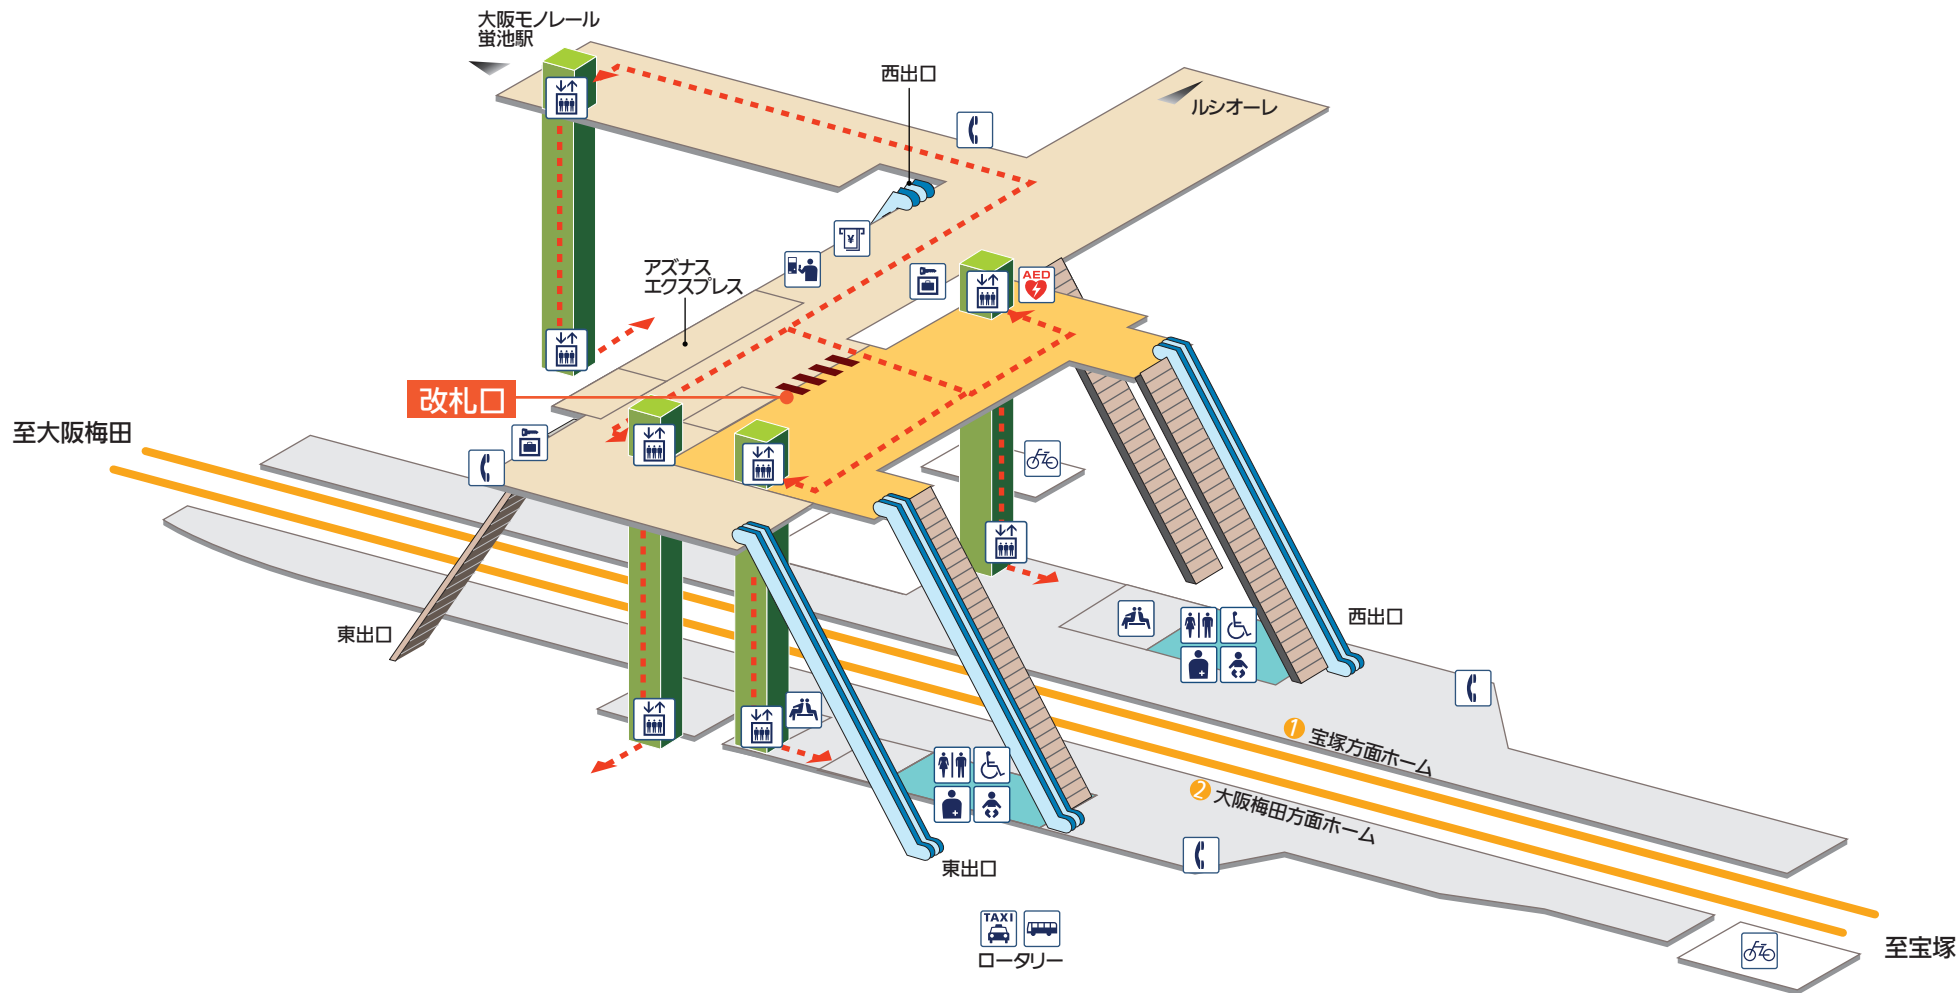 大阪モノレール
蛍池駅
西出口
ルシオーレ
アズナス
エクスプレス
AED
¥
改札口
至大阪梅田
東出口
西出口
1 宝塚方面ホーム
2 大阪梅田方面ホーム
東出口
TAXI
ロータリー
至宝塚